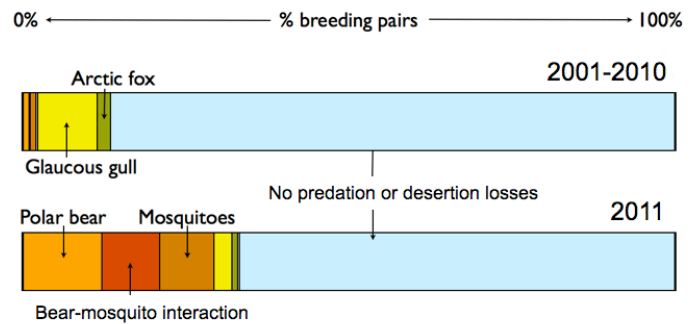 0% % breeding pairs 100%
Arctic fox
2001-2010
Glaucous gull
No predation or desertion losses
2011
Polar bear Mosquitoes
Bear-mosquito interaction